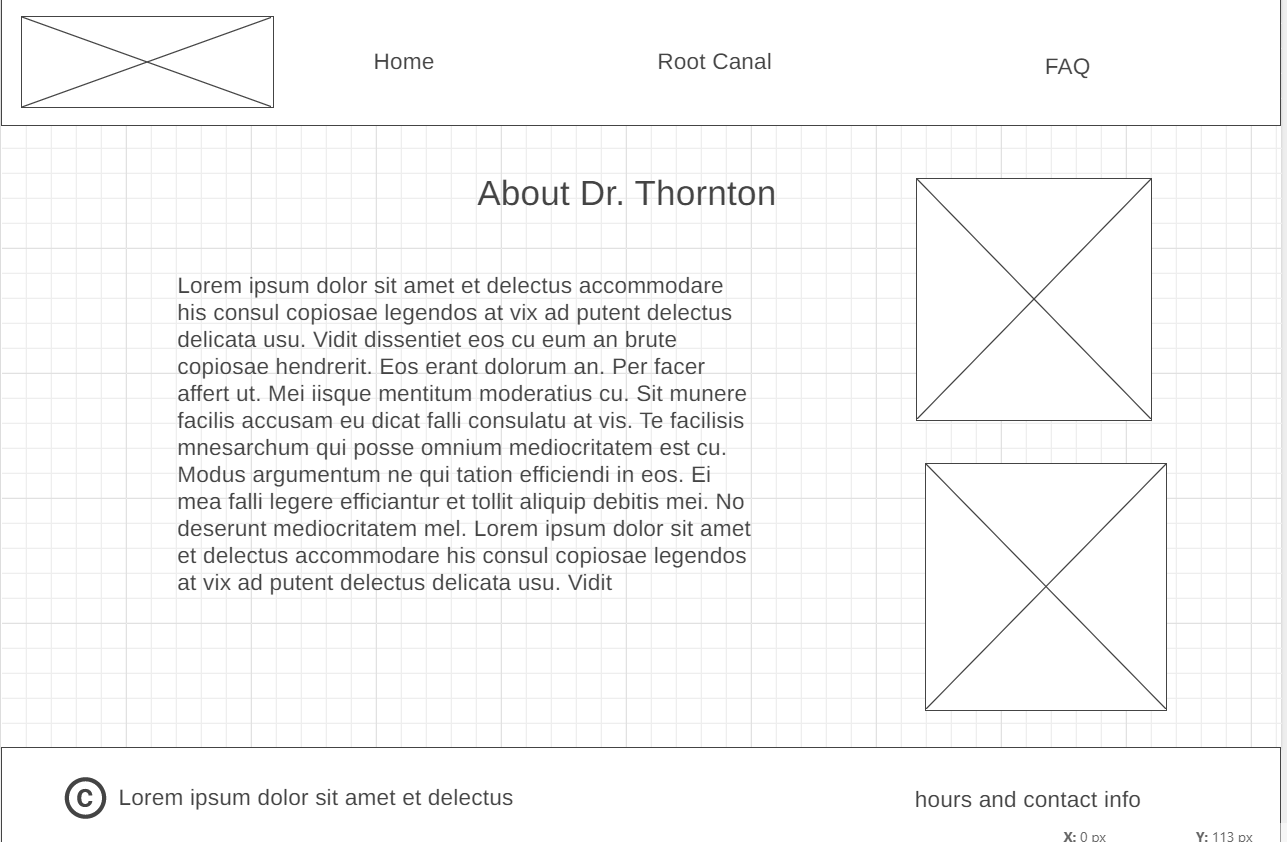 Home
Root Canal
FAQ
About Dr. Thornton
Lorem ipsum dolor sit amet et delectus accommodare
his consul copiosae legendos at vix ad putent delectus
delicata usu. Vidit dissentiet eos cu eum an brute
copiosae hendrerit. Eos erant dolorum an. Per facer
affert ut. Mei iisque mentitum moderatius cu. Sit munere
facilis accusam eu dicat falli consulatu at vis. Te facilisis
mnesarchum qui posse omnium mediocritatem est cu.
Modus argumentum ne qui tation efficiendi in eos. Ei
mea falli legere efficiantur et tollit aliquip debitis mei. No
deserunt mediocritatem mel. Lorem ipsum dolor sit amet
et delectus accommodare his consul copiosae legendos
at vix ad putent delectus delicata usu. Vidit
© Lorem ipsum dolor sit amet et delectus
hours and contact info
X: 0 px Y: 113 px